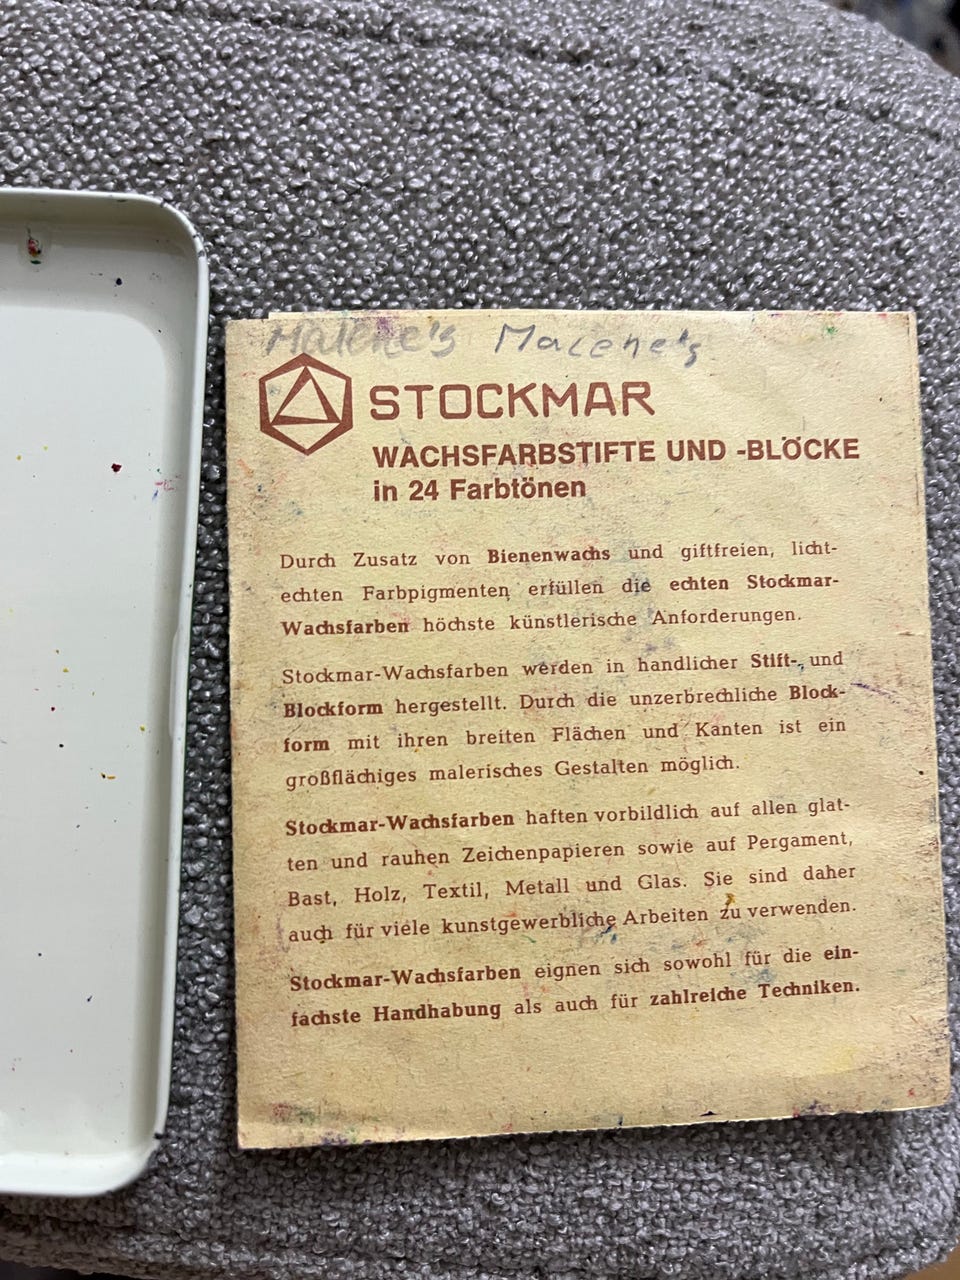 Malene's Malene's
STOCKMAR
WACHSFARBSTIFTE UND -BLÖCKE
in 24 Farbtönen
Durch Zusatz von Bienenwachs und giftfreien, licht-
echten Farbpigmenten erfüllen die echten Stockmar-
Wachsfarben höchste künstlerische Anforderungen.
Stockmar-Wachsfarben werden in handlicher Stift- und
Blockform hergestellt. Durch die unzerbrechliche Block-
form mit ihren breiten Flächen und Kanten ist ein
großflächiges malerisches Gestalten möglich.
Stockmar-Wachsfarben haften vorbildlich auf allen glat-
ten und rauhen Zeichenpapieren sowie auf Pergament,
Bast, Holz, Textil, Metall und Glas. Sie sind daher
auch für viele kunstgewerbliche Arbeiten zu verwenden.
Stockmar-Wachsfarben eignen sich sowohl für die ein-
fachste Handhabung als auch für zahlreiche Techniken.